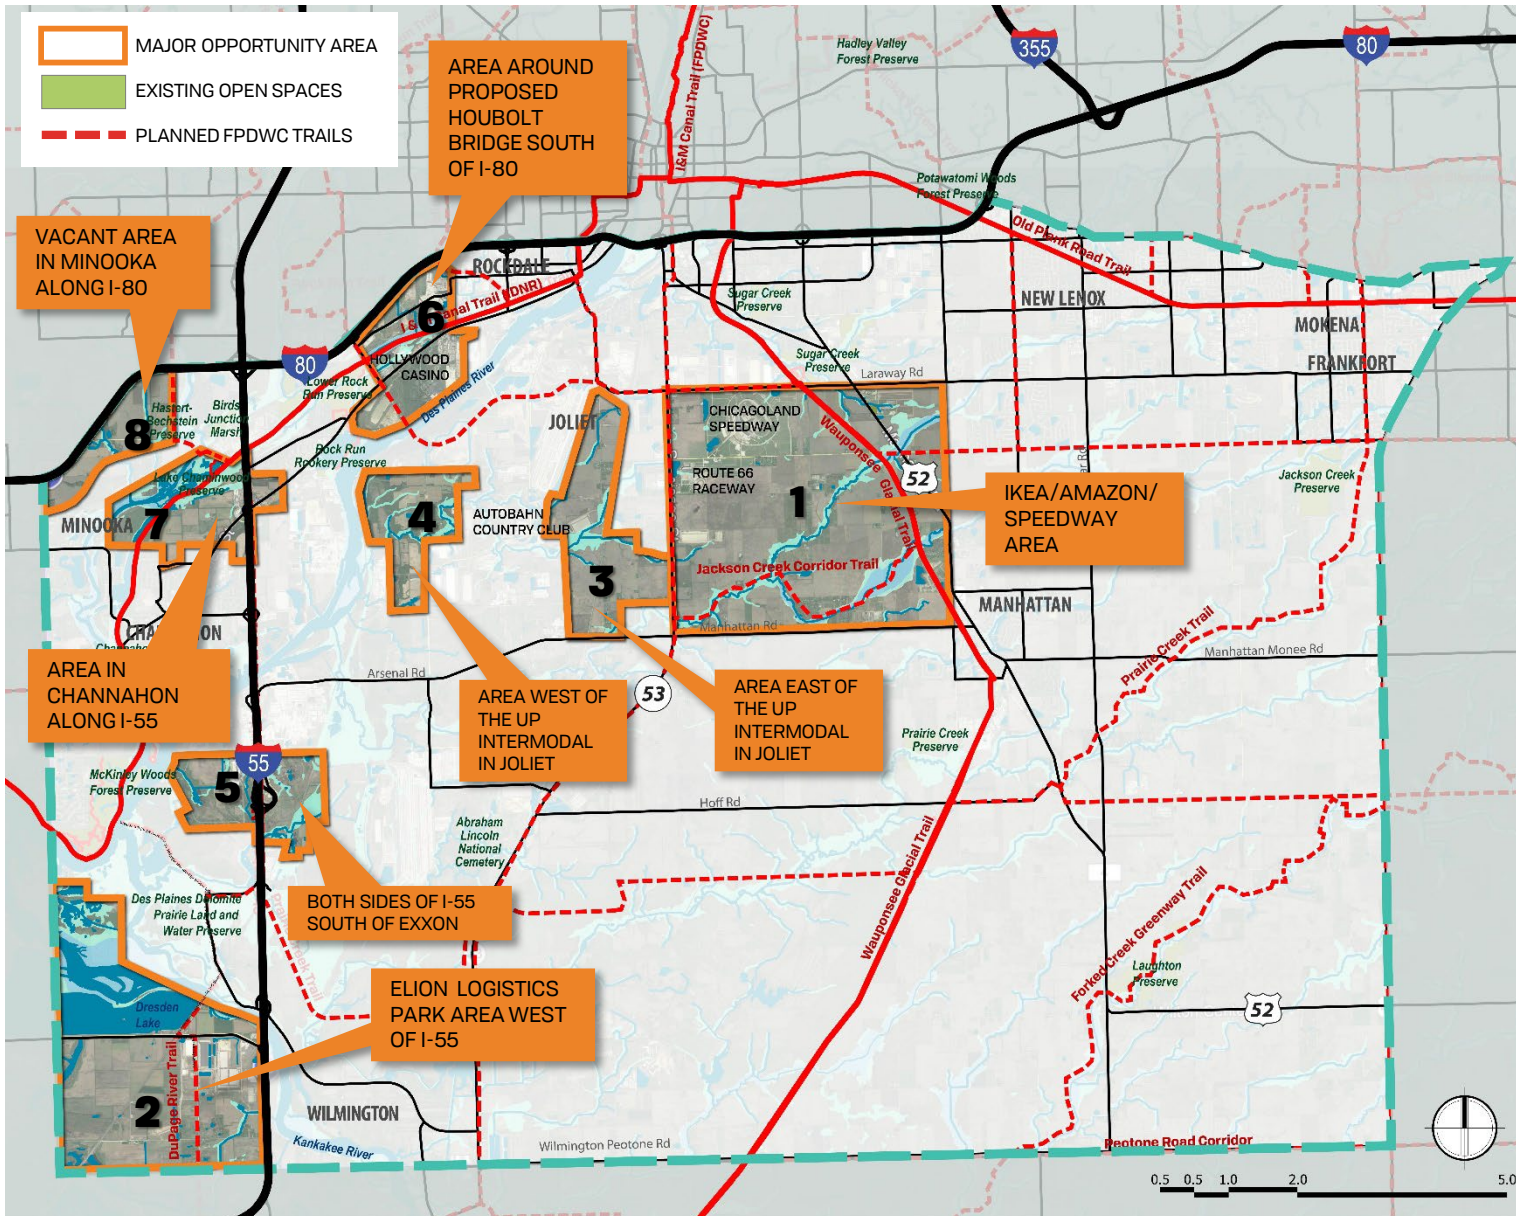 MAJOR OPPORTUNITY AREA
EXISTING OPEN SPACES
PLANNED FPDWC TRAILS
AREA AROUND
PROPOSED
HOUBOLT
BRIDGE SOUTH
OF I-80
I&M Canal Trail (FPDWC)
Hadley Valley
Forest Preserve
355
80
Potawatomi Woods
Forest Preserve
Old Plank Road Trail
VACANT AREA
IN MINOOKA
ALONG I-80
ROCKDALE
6
Canal Trail (IDNR)
HOLLYWOOD
CASINO
80
Lower Rock
Run Preserve
Des Plaines River
Sugar Creek
Preserve
Sugar Creek
Preserve
Laraway Rd
NEW LENOX
MOKENA
FRANKFORT
8
Hastert-
Bechstein
Preserve
Birds
Junction
Marsh
Rock Run
Rookery Preserve
JOLIET
CHICAGOLAND
SPEEDWAY
ROUTE 66
RACEWAY
1
Wauponsee
Glacial Trail
52
IKEA/AMAZON/
SPEEDWAY
AREA
Jackson Creek
Preserve
Lake Chaminwood
Preserve
MINOOKA
7
4
AUTOBAHN
COUNTRY CLUB
3
Jackson Creek Corridor Trail
Manhattan Rd
MANHATTAN
Manhattan Monee Rd
Prairie Creek Trail
AREA IN
CHANNAHON
ALONG I-55
Arsenal Rd
53
AREA WEST OF
THE UP
INTERMODAL
IN JOLIET
AREA EAST OF
THE UP
INTERMODAL
IN JOLIET
Prairie Creek
Preserve
55
5
McKinley Woods
Forest Preserve
Hoff Rd
Abraham
Lincoln
National
Cemetery
Wauponsee Glacial Trail
BOTH SIDES OF I-55
SOUTH OF EXXON
Des Plaines Dolomite
Prairie Land and
Water Preserve
Forked Creek Greenway Trail
Laughton
Preserve
52
ELION LOGISTICS
PARK AREA WEST
OF I-55
Dresden
Lake
DuPage River Trail
2
WILMINGTON
Kankakee River
Wilmington Peotone Rd
Peotone Road Corridor
0.5 0.5 1.0 2.0 5.0